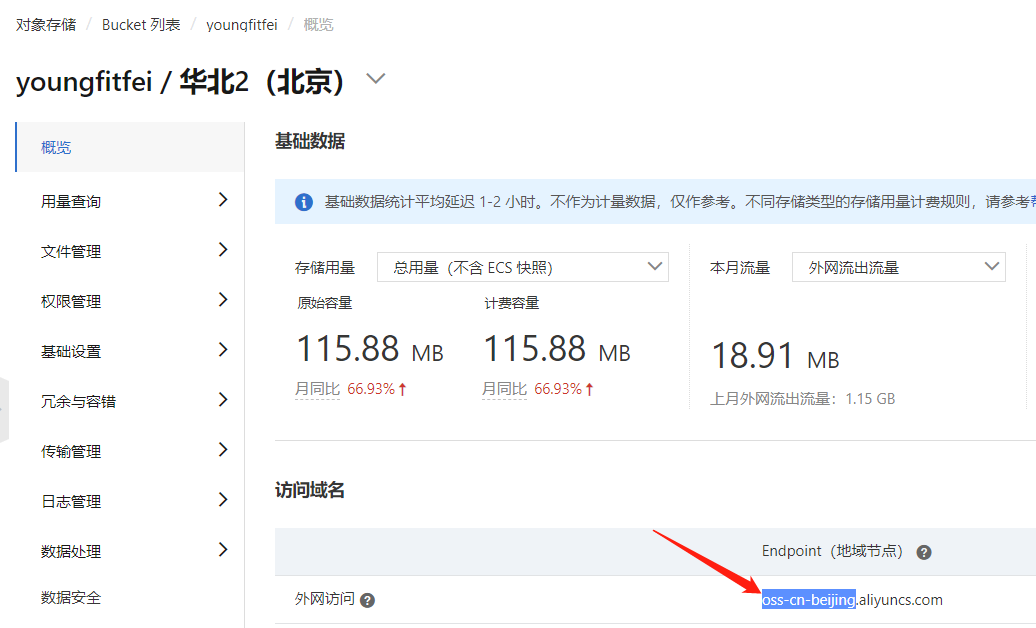 对象存储 / Bucket 列表 / youngfitfei / 概览
youngfitfei / 华北2（北京）
概览
用量查询
文件管理
权限管理
基础设置
冗余与容错
传输管理
日志管理
数据处理
数据安全
基础数据
基础数据统计平均延迟 1-2 小时。不作为计量数据，仅作参考。不同存储类型的存储用量计费规则，请参考
存储用量 总用量（不含 ECS 快照）
原始容量 计费容量
115.88 MB 115.88 MB
月同比 66.93% 月同比 66.93%
本月流量 外网流出流量
18.91 MB
上月外网流出流量：1.15 GB
访问域名
Endpoint（地域节点）
外网访问 oss-cn-beijing.aliyuncs.com